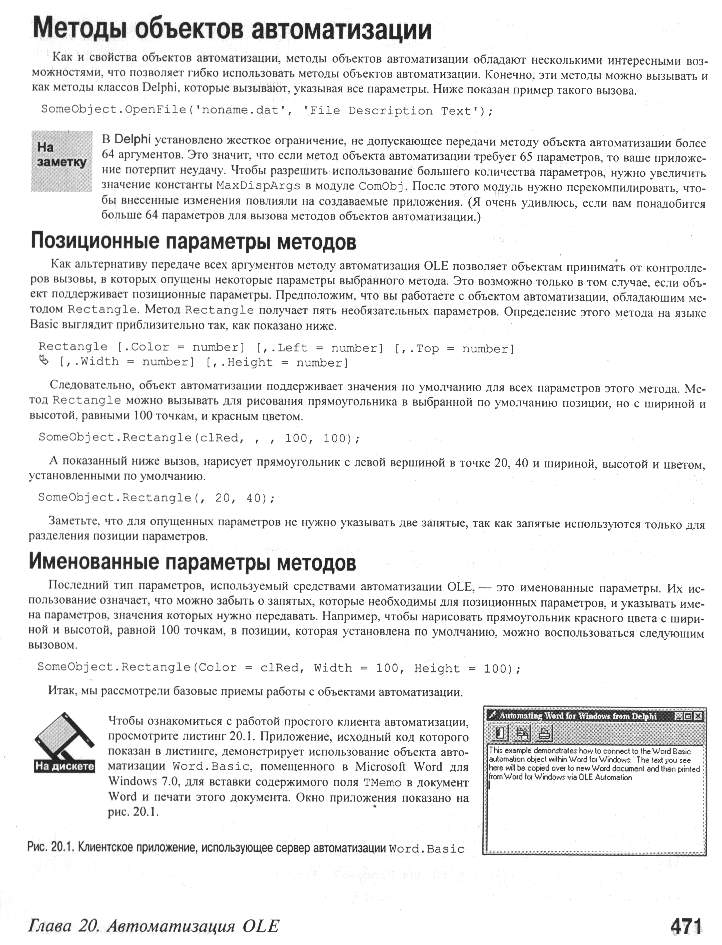 Методы объектов автоматизации
Как и свойства объектов автоматизации, методы объектов автоматизации обладают несколькими интересными воз-
можностями, что позволяет гибко использовать методы объектов автоматизации. Конечно, эти методы можно вызывать и
как методы классов Delphi, которые вызывают, указывая все параметры. Ниже показан пример такого вызова.
SomeObject.OpenFile('noname.dat', 'File Description Text');
На
заметку
В Delphi установлено жесткое ограничение, не допускающее передачи методу объекта автоматизации более
64 аргументов. Это значит, что если метод объекта автоматизации требует 65 параметров, то ваше приложе-
ние потерпит неудачу. Чтобы разрешить использование большего количества параметров, нужно увеличить
значение константы MaxDispArgs в модуле ComObj. После этого модуль нужно перекомпилировать, что-
бы внесенные изменения повлияли на создаваемые приложения. (Я очень удивлюсь, если вам понадобится
больше 64 параметров для вызова методов объектов автоматизации.)
Позиционные параметры методов
Как альтернативу передаче всех аргументов методу автоматизация OLE позволяет объектам принимать от контролле-
ров вызовы, в которых опущены некоторые параметры выбранного метода. Это возможно только в том случае, если объ-
ект поддерживает позиционные параметры. Предположим, что вы работаете с объектом автоматизации, обладающим ме-
тодом Rectangle. Метод Rectangle получает пять необязательных параметров. Определение этого метода на языке
Basic выглядит приблизительно так, как показано ниже.
Rectangle [.Color = number] [,.Left = number] [,.Top = number]
[,.Width = number] [,.Height = number]
Следовательно, объект автоматизации поддерживает значения по умолчанию для всех параметров этого метода. Ме-
тод Rectangle можно вызывать для рисования прямоугольника в выбранной по умолчанию позиции, но с шириной и
высотой, равными 100 точкам, и красным цветом.
SomeObject.Rectangle(clRed, , , 100, 100);
А показанный ниже вызов, нарисует прямоугольник с левой вершиной в точке 20, 40 и шириной, высотой и цветом,
установленными по умолчанию.
SomeObject.Rectangle(, 20, 40);
Заметьте, что для опущенных параметров не нужно указывать две запятые, так как запятые используются только для
разделения позиции параметров.
Именованные параметры методов
Последний тип параметров, используемый средствами автоматизации OLE, — это именованные параметры. Их ис-
пользование означает, что можно забыть о запятых, которые необходимы для позиционных параметров, и указывать име-
на параметров, значения которых нужно передавать. Например, чтобы нарисовать прямоугольник красного цвета с шири-
ной и высотой, равной 100 точкам, в позиции, которая установлена по умолчанию, можно воспользоваться следующим
вызовом.
SomeObject.Rectangle(Color = clRed, Width = 100, Height = 100);
Итак, мы рассмотрели базовые приемы работы с объектами автоматизации.
На дискете
Чтобы ознакомиться с работой простого клиента автоматизации,
просмотрите листинг 20.1. Приложение, исходный код которого
показан в листинге, демонстрирует использование объекта авто-
матизации Word.Basic, помещенного в Microsoft Word для
Windows 7.0, для вставки содержимого поля TMemo в документ
Word и печати этого документа. Окно приложения показано на
рис. 20.1.
Automating Word for Windows from Delphi
This example demonstrates how to connect to the Word Basic
automation object within Word for Windows. The text you see
here will be copied over to new Word document and then printed
from Word for Windows via OLE Automation
Рис. 20.1. Клиентское приложение, использующее сервер автоматизации Word.Basic
Глава 20. Автоматизация OLE
471